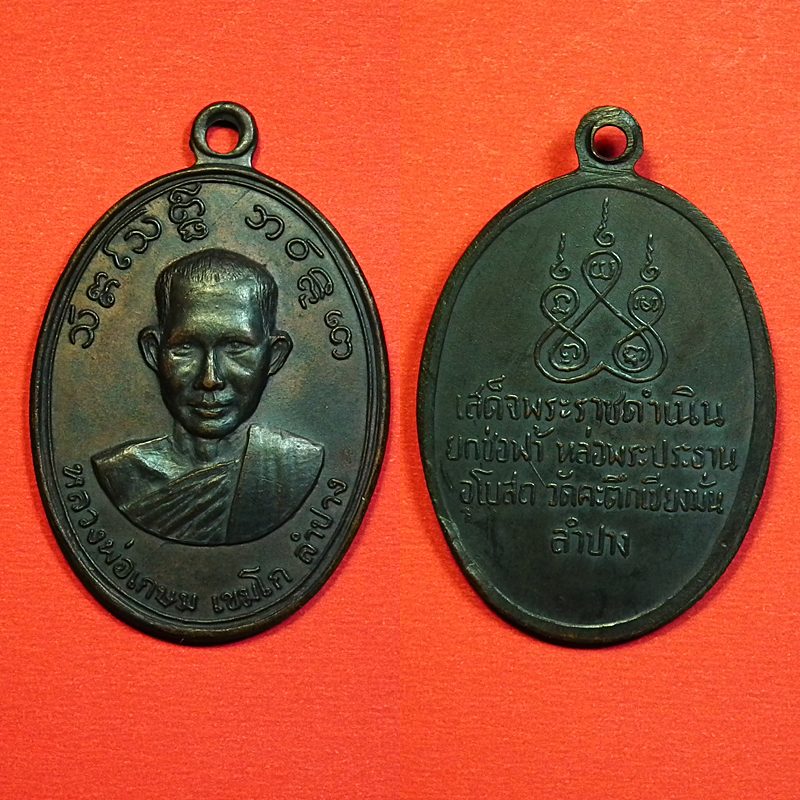 หลวงพ่อเกษม เขมโก ลำปาง
เสด็จพระราชดำเนิน
ยกช่อฟ้า หล่อพระประธาน
อุโบสถ วัดคะตึกเชียงมั่น
ลำปาง